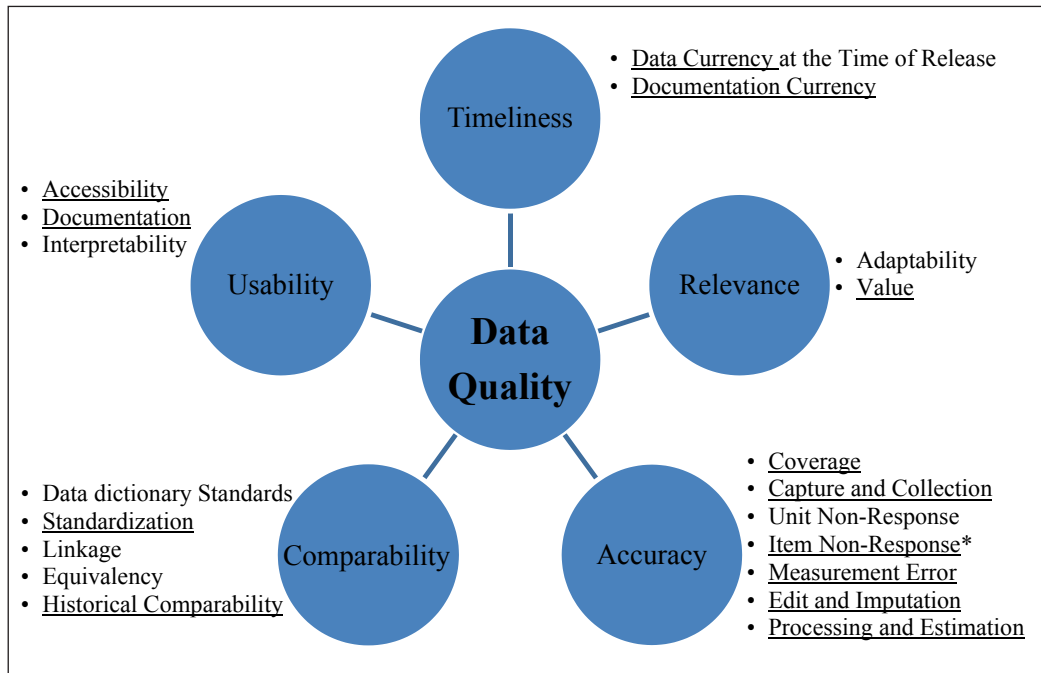 • Data Currency at the Time of Release
• Documentation Currency
Timeliness
• Accessibility
• Documentation
• Interpretability
Usability
Relevance
• Adaptability
• Value
Data
Quality
• Data dictionary Standards
• Standardization
• Linkage
• Equivalency
• Historical Comparability
Comparability
Accuracy
• Coverage
• Capture and Collection
• Unit Non-Response
• Item Non-Response*
• Measurement Error
• Edit and Imputation
• Processing and Estimation